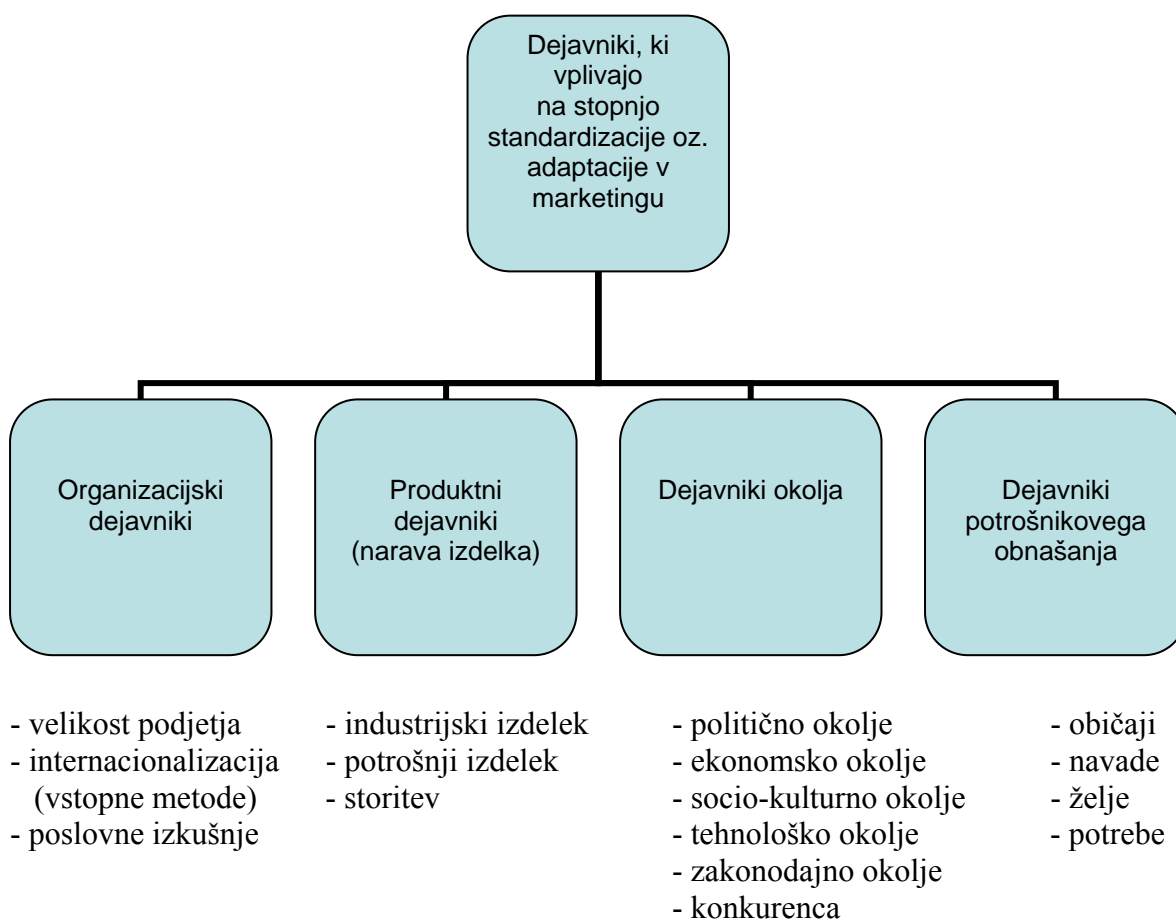 Dejavniki, ki
vplivajo
na stopnjo
standardizacije oz.
adaptacije v
marketingu
Organizacijski
dejavniki
Produktni
dejavniki
(narava izdelka)
Dejavniki okolja
Dejavniki
potrošnikovega
obnašanja
- velikost podjetja
- internacionalizacija
(vstopne metode)
- poslovne izkušnje
- industrijski izdelek
- potrošnji izdelek
- storitev
- politično okolje
- ekonomsko okolje
- socio-kulturno okolje
- tehnološko okolje
- zakonodajno okolje
- konkurenca
- običaji
- navade
- želje
- potrebe